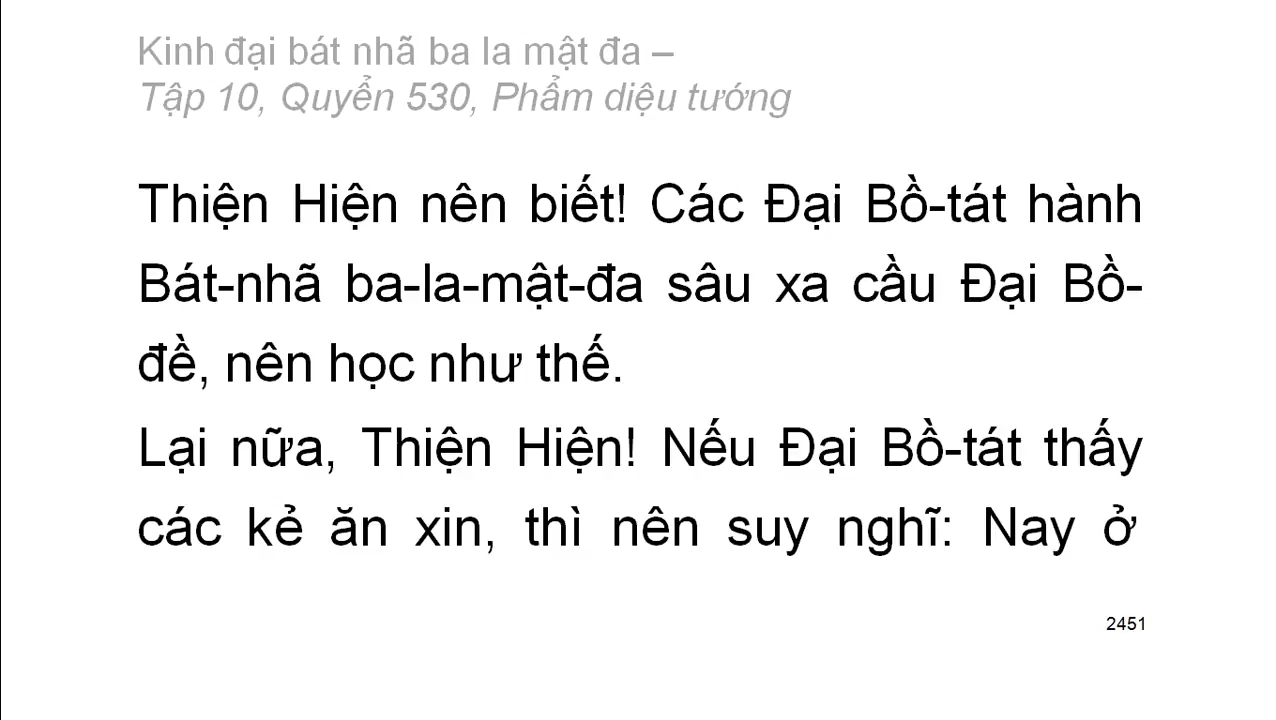 Kinh đại bát nhã ba la mật đa –
Tập 10, Quyển 530, Phẩm diệu tướng
Thiện Hiện nên biết! Các Đại Bồ-tát hành
Bát-nhã ba-la-mật-đa sâu xa cầu Đại Bồ-
đề, nên học như thế.
Lại nữa, Thiện Hiện! Nếu Đại Bồ-tát thấy
các kẻ ăn xin, thì nên suy nghĩ: Nay ở
2451